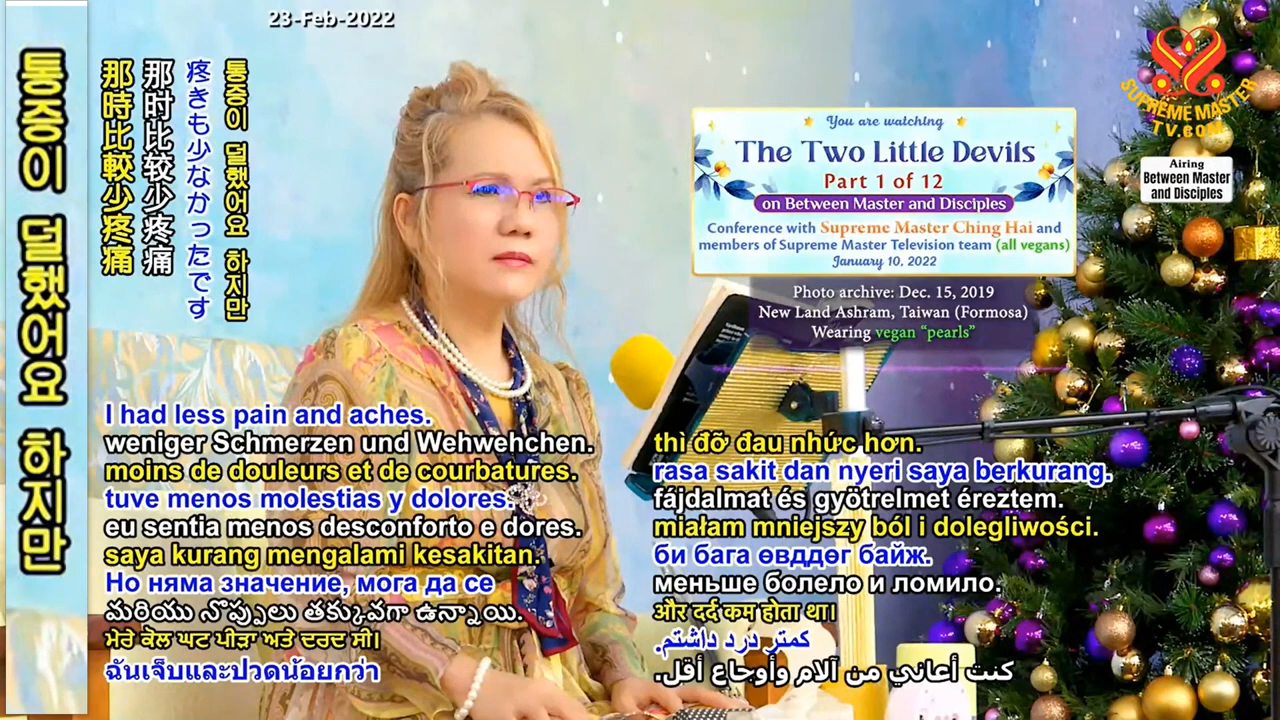 23-Feb-2022
통증이 덜했어요 하지만
那時比較少疼痛
那时比较少疼痛
疼きも少なかったです
통증이 덜했어요 하지만
SUPREME MASTER
TV.COM
Airing
Between Master
and Disciples
You are watching
The Two Little Devils
Part 1 of 12
on Between Master and Disciples
Conference with Supreme Master Ching Hai and
members of Supreme Master Television team (all vegans)
January 10, 2022
Photo archive: Dec. 15, 2019
New Land Ashram, Taiwan (Formosa)
Wearing vegan “pearls”
I had less pain and aches.
weniger Schmerzen und Wehwehchen.
moins de douleurs et de courbatures.
tuve menos molestias y dolores.
eu sentia menos desconforto e dores.
saya kurang mengalami kesakitan.
Но няма значение, мога да се
మరియు నొప్పులు తక్కువగా ఉన్నాయి.
ਮੇਰੇ ਕੋਲ ਘਟ ਪੀੜਾ ਅਤੇ ਦਰਦ ਸੀ।
ฉันเจ็บและปวดน้อยกว่า
thì đỡ đau nhức hơn.
rasa sakit dan nyeri saya berkurang.
fájdalmat és gyötrelmet éreztem.
miałam mniejszy ból i dolegliwości.
би бага өвддөг байж.
меньше болело и ломило.
और दर्द कम होता था।
کمتر درد داشتم.
كنت أعاني من آلام وأوجاع أقل.